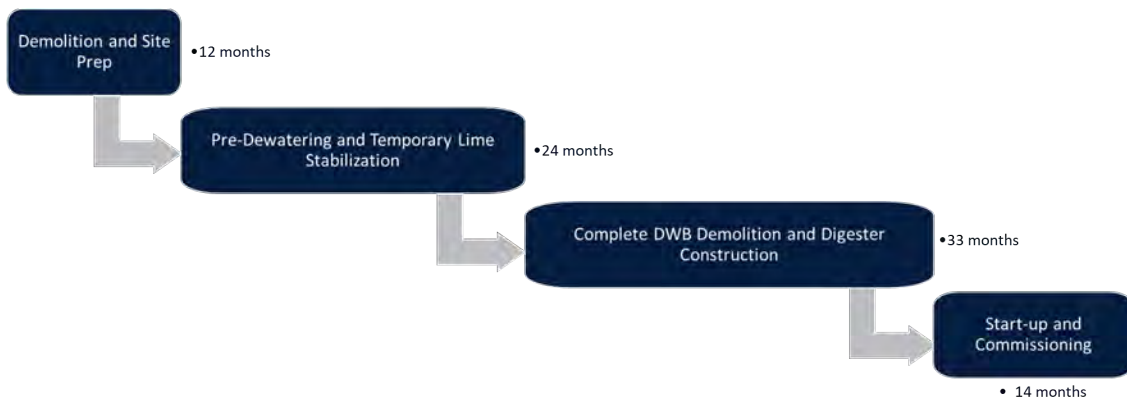 Demolition and Site
Prep
•12 months
Pre-Dewatering and Temporary Lime
Stabilization
•24 months
Complete DWB Demolition and Digester
Construction
•33 months
Start-up and
Commissioning
• 14 months